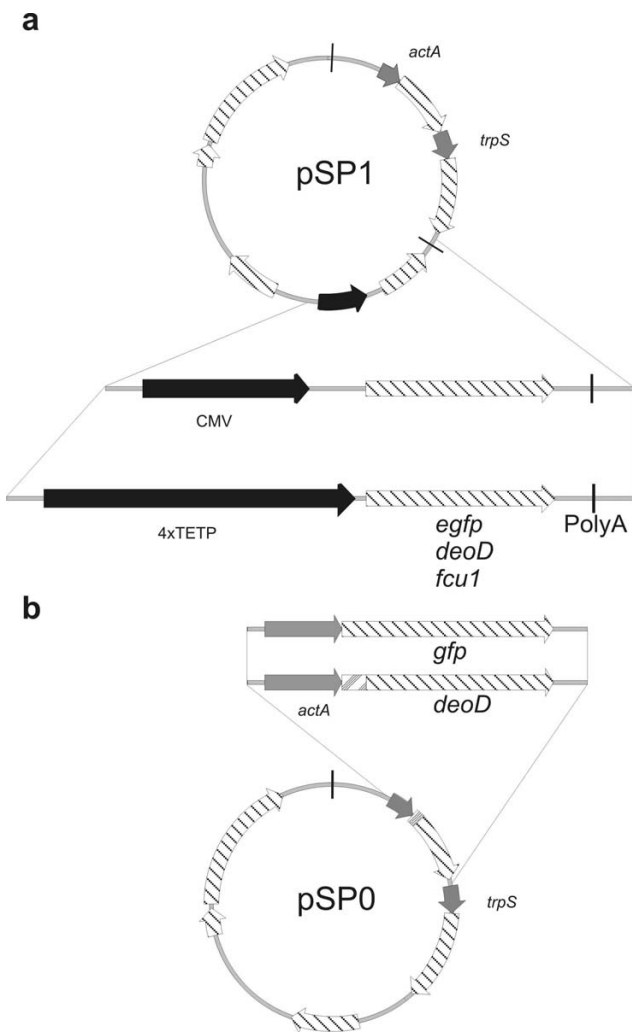 a
actA
trpS
pSP1
CMV
4xTETP
egfp
deoD
fcu1
PolyA
b
gfp
actA
deoD
pSP0
trpS